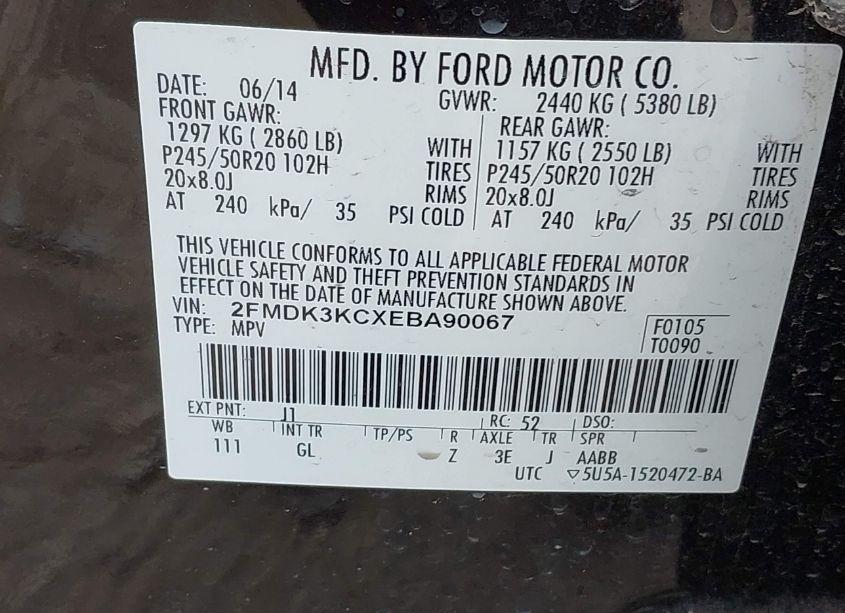 MFD. BY FORD MOTOR CO.
DATE: 06/14 GVWR: 2440 KG ( 5380 LB)
FRONT GAWR: REAR GAWR:
1297 KG ( 2860 LB) WITH 1157 KG ( 2550 LB) WITH
P245/50R20 102H TIRES P245/50R20 102H TIRES
20x8.0J RIMS 20x8.0J RIMS
AT 240 kPa/ 35 PSI COLD AT 240 kPa/ 35 PSI COLD
THIS VEHICLE CONFORMS TO ALL APPLICABLE FEDERAL MOTOR
VEHICLE SAFETY AND THEFT PREVENTION STANDARDS IN
EFFECT ON THE DATE OF MANUFACTURE SHOWN ABOVE.
VIN: 2FMDK3KCXEBA90067
TYPE: MPV F0105
T0090
EXT PNT: J1 RC: 52 DSO:
WB INT TR TP/PS R AXLE TR SPR
111 GL Z 3E J AABB
UTC ▽5U5A-1520472-BA